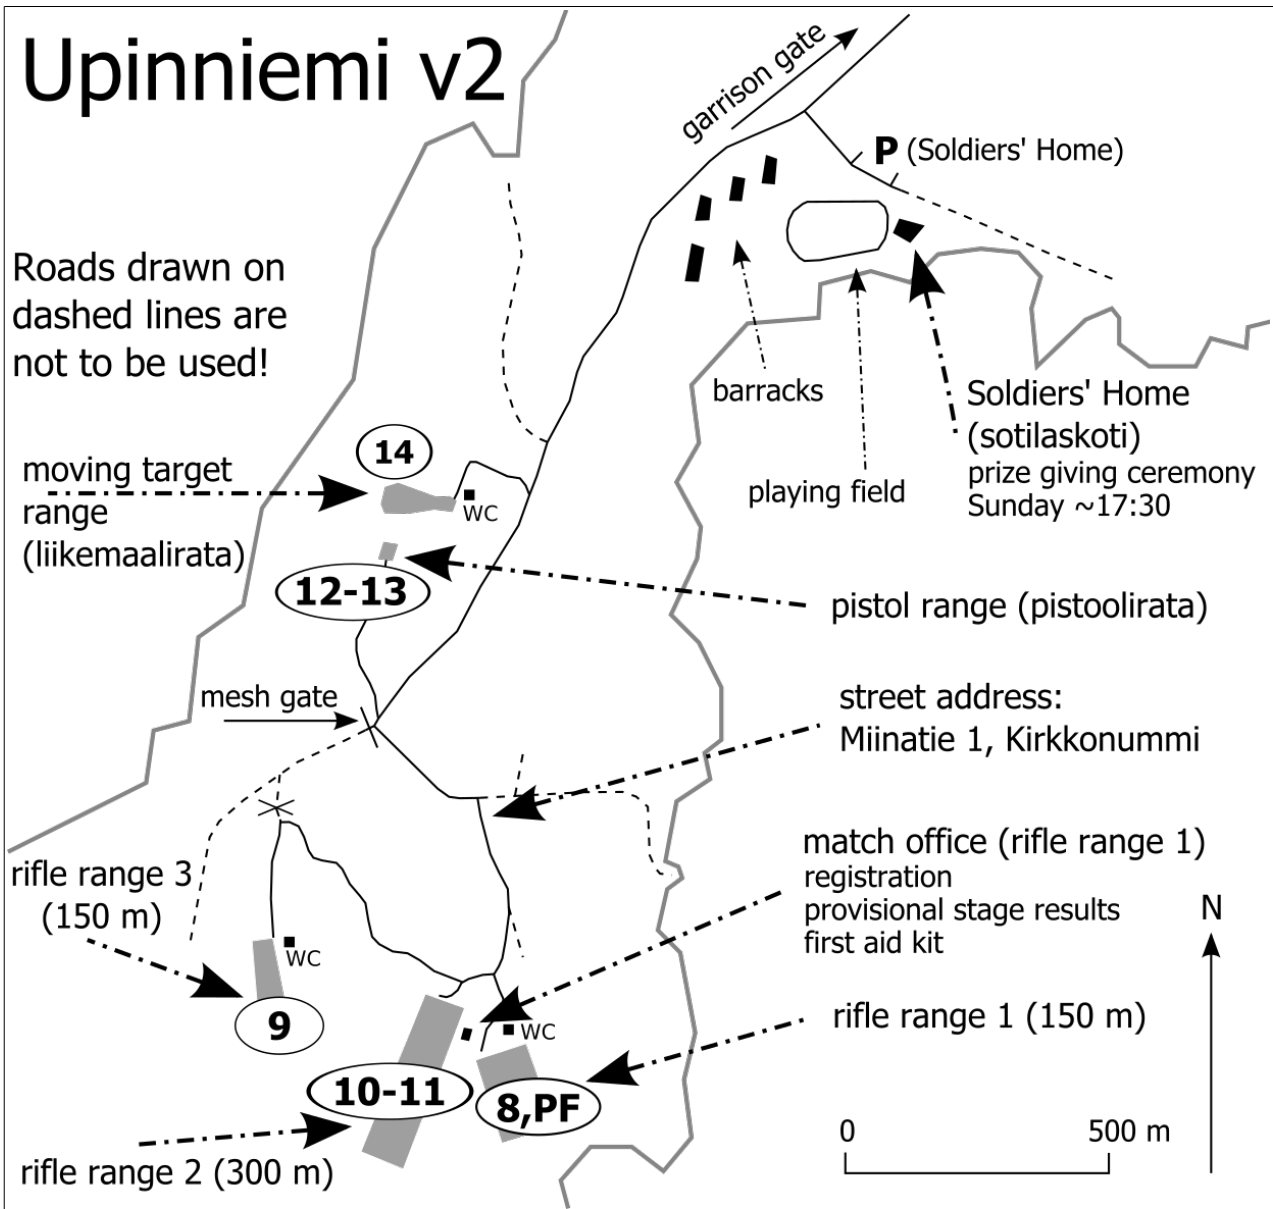 Upinniemi v2
garrison gate
P (Soldiers' Home)
Roads drawn on
dashed lines are
not to be used!
barracks
playing field
Soldiers' Home
(sotilaskoti)
prize giving ceremony
Sunday ~17:30
14
moving target
range
(liikemaalirata)
WC
12-13
pistol range (pistoolirata)
mesh gate
street address:
Miinatie 1, Kirkkonummi
match office (rifle range 1)
registration
provisional stage results
first aid kit
rifle range 3
(150 m)
WC
9
N
rifle range 1 (150 m)
WC
10-11
8,PF
rifle range 2 (300 m)
0
500 m